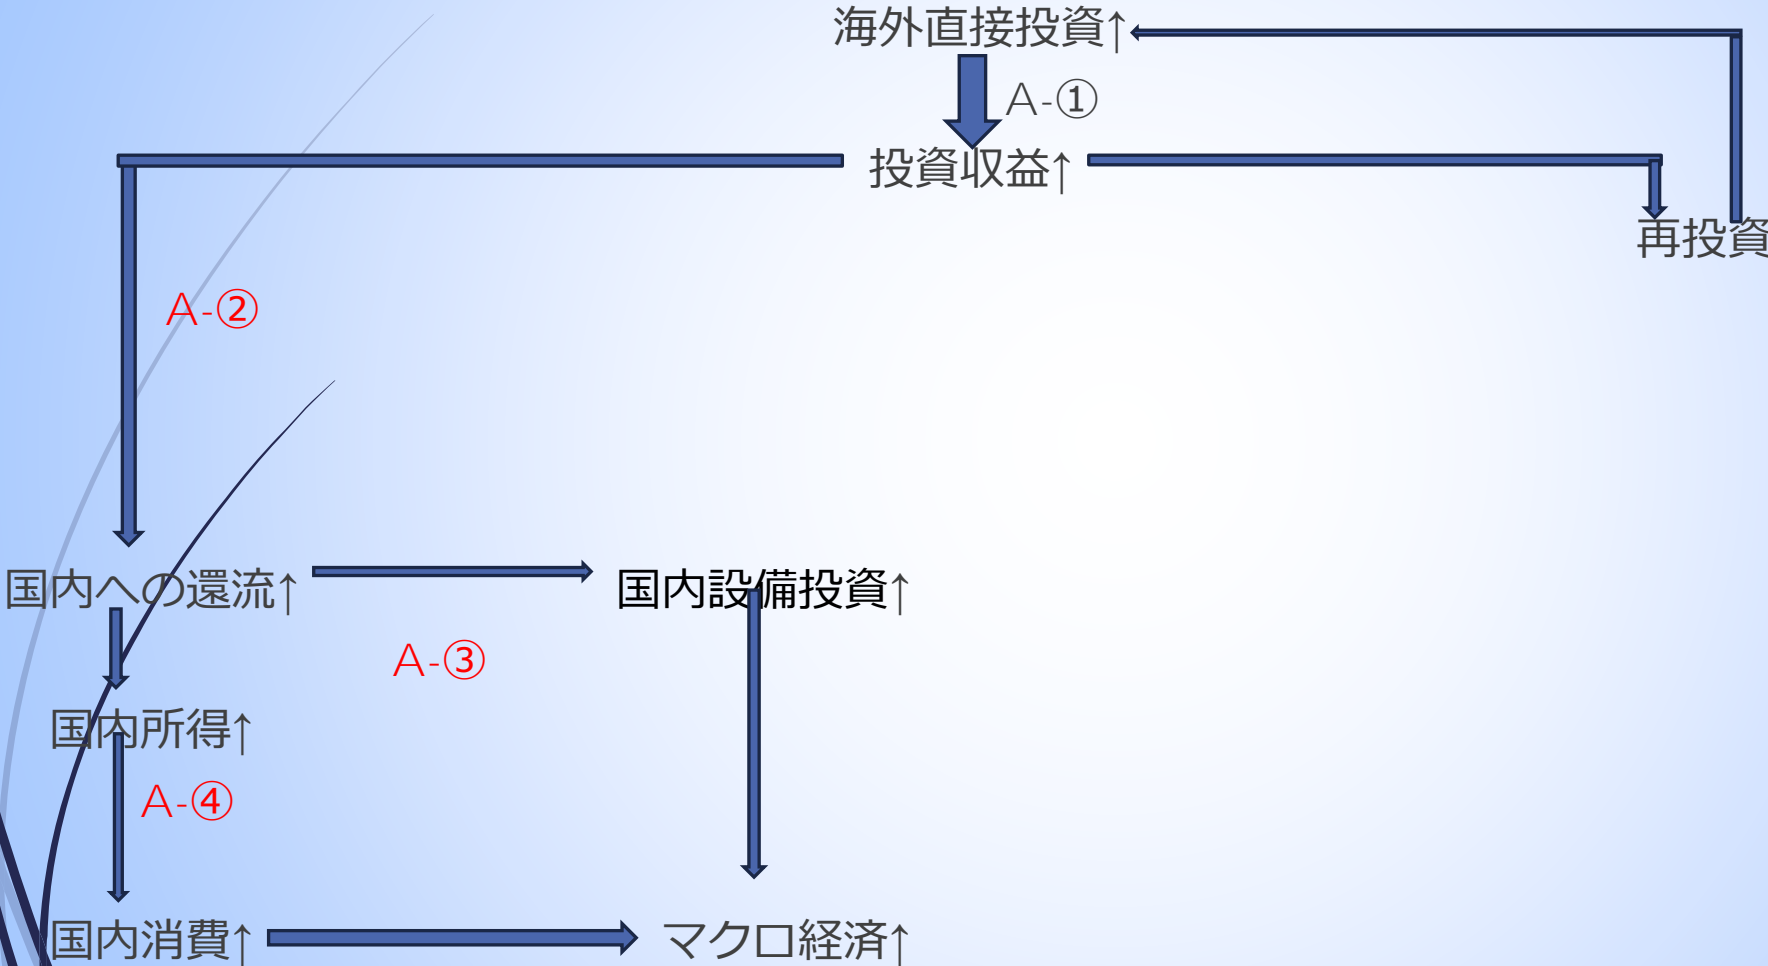 海外直接投資↑
A-①
投資収益↑
再投資
A-②
国内への還流↑
国内設備投資↑
A-③
国内所得↑
A-④
国内消費↑
マクロ経済↑